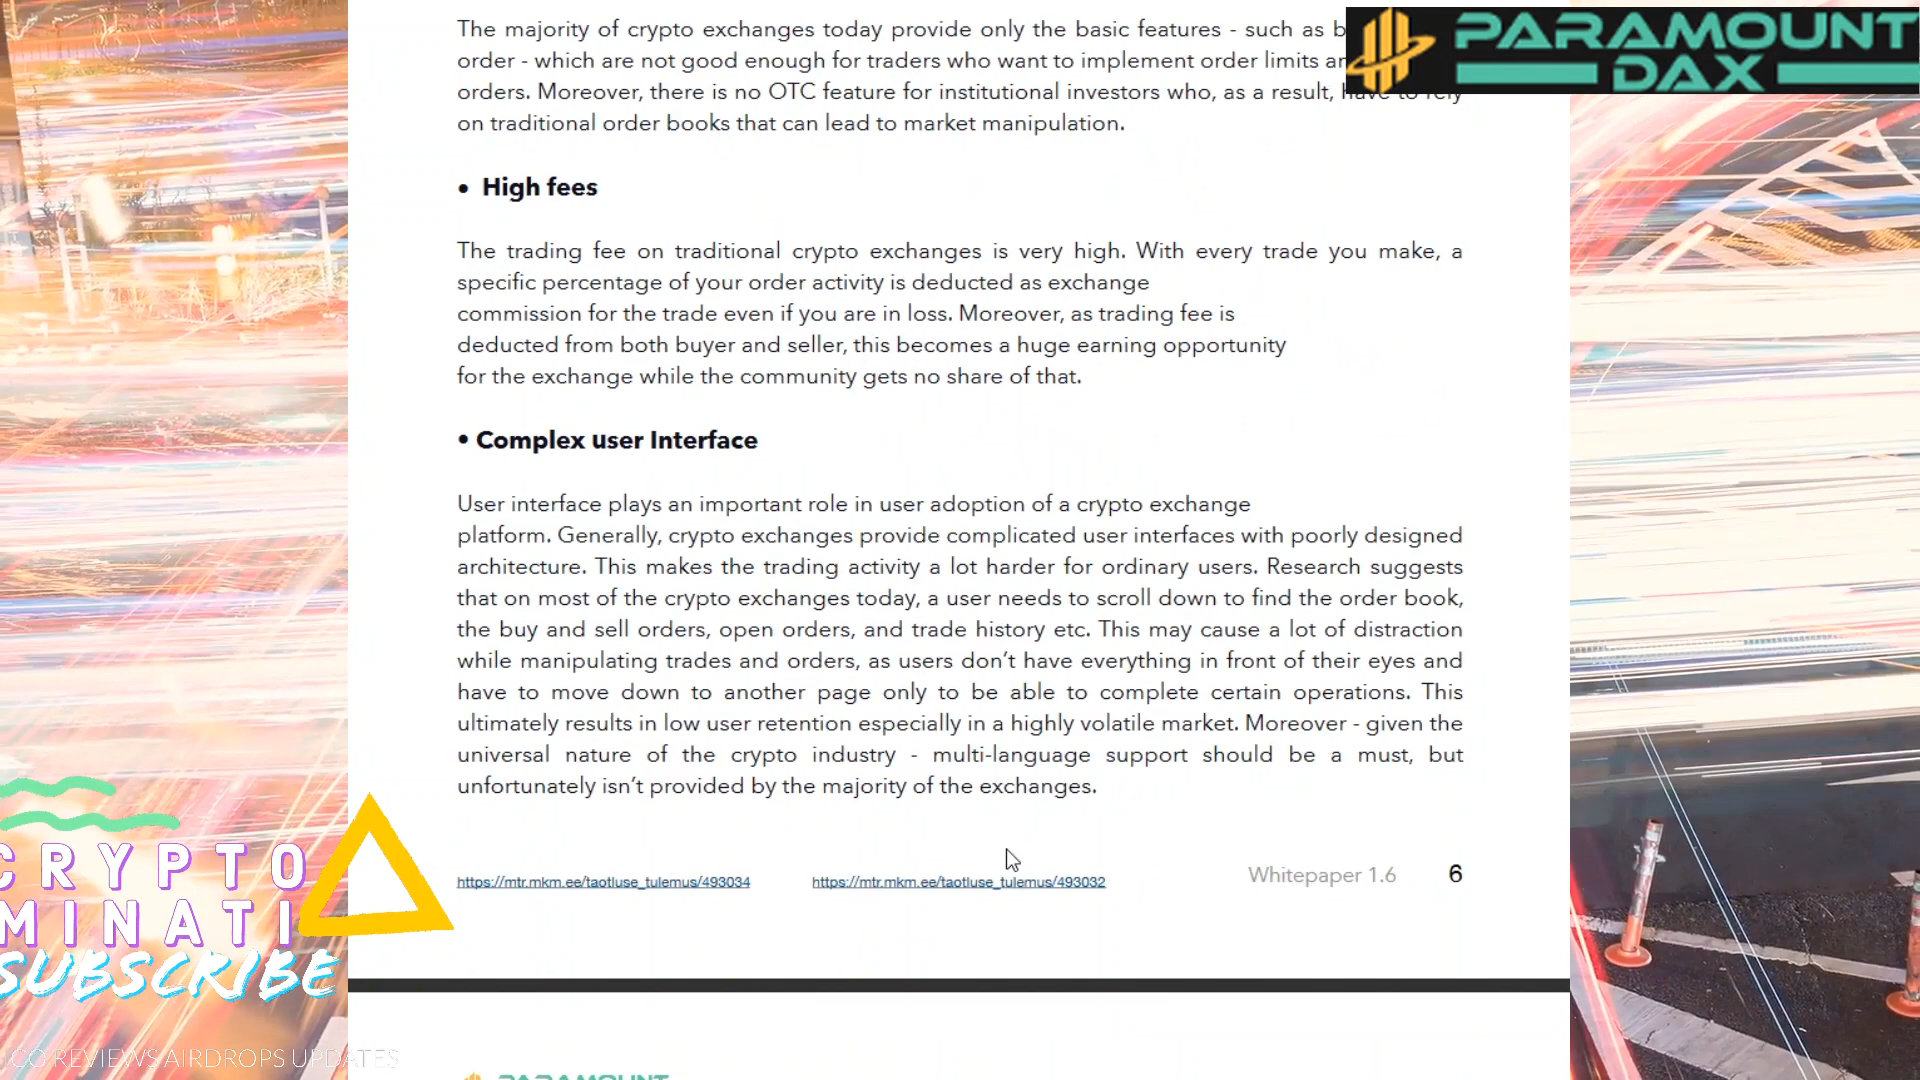 The majority of crypto exchanges today provide only the basic features - such as b
order - which are not good enough for traders who want to implement order limits
orders. Moreover, there is no OTC feature for institutional investors who, as a result, have to rely
on traditional order books that can lead to market manipulation.
PARAMOUNT
DAX
• High fees
The trading fee on traditional crypto exchanges is very high. With every trade you make, a
specific percentage of your order activity is deducted as exchange
commission for the trade even if you are in loss. Moreover, as trading fee is
deducted from both buyer and seller, this becomes a huge earning opportunity
for the exchange while the community gets no share of that.
• Complex user Interface
User interface plays an important role in user adoption of a crypto exchange
platform. Generally, crypto exchanges provide complicated user interfaces with poorly designed
architecture. This makes the trading activity a lot harder for ordinary users. Research suggests
that on most of the crypto exchanges today, a user needs to scroll down to find the order book,
the buy and sell orders, open orders, and trade history etc. This may cause a lot of distraction
while manipulating trades and orders, as users don't have everything in front of their eyes and
have to move down to another page only to be able to complete certain operations. This
ultimately results in low user retention especially in a highly volatile market. Moreover - given the
universal nature of the crypto industry - multi-language support should be a must, but
unfortunately isn't provided by the majority of the exchanges.
https://mtr.mkm.ee/taotluse_tulemus/493034 https://mtr.mkm.ee/taotluse_tulemus/493032
Whitepaper 1.6 6
CRYPTO
MINATI
SUBSCRIBE
ICO REVIEWS AIRDROPS UPDATES
PARAMOUNT